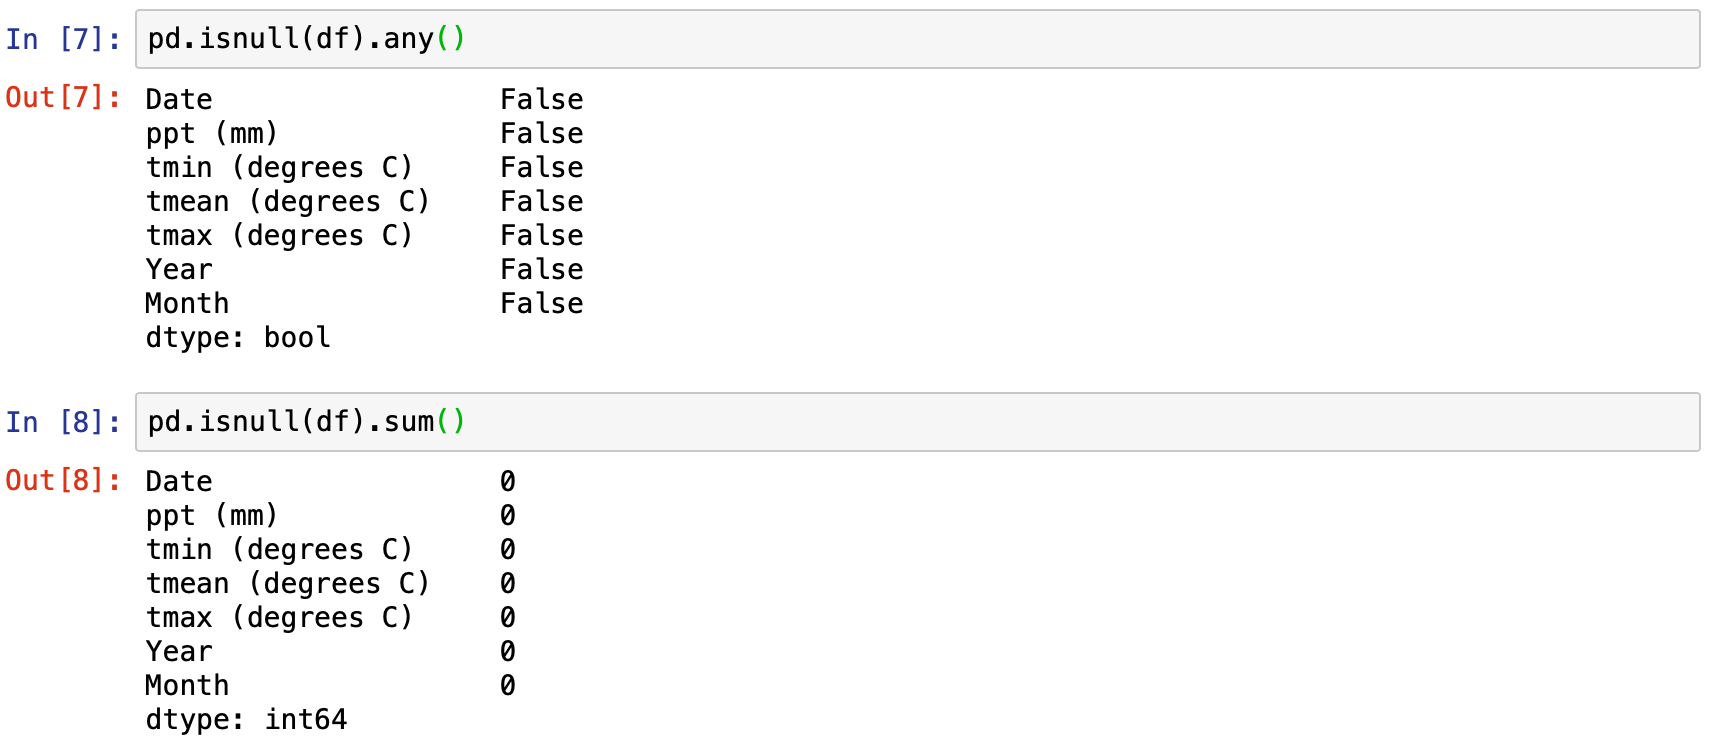 In [7]: pd.isnull(df).any()
Out[7]: Date                 False
ppt (mm)             False
tmin (degrees C)     False
tmean (degrees C)    False
tmax (degrees C)     False
Year                 False
Month                False
dtype: bool
In [8]: pd.isnull(df).sum()
Out[8]: Date                 0
ppt (mm)             0
tmin (degrees C)     0
tmean (degrees C)    0
tmax (degrees C)     0
Year                 0
Month                0
dtype: int64